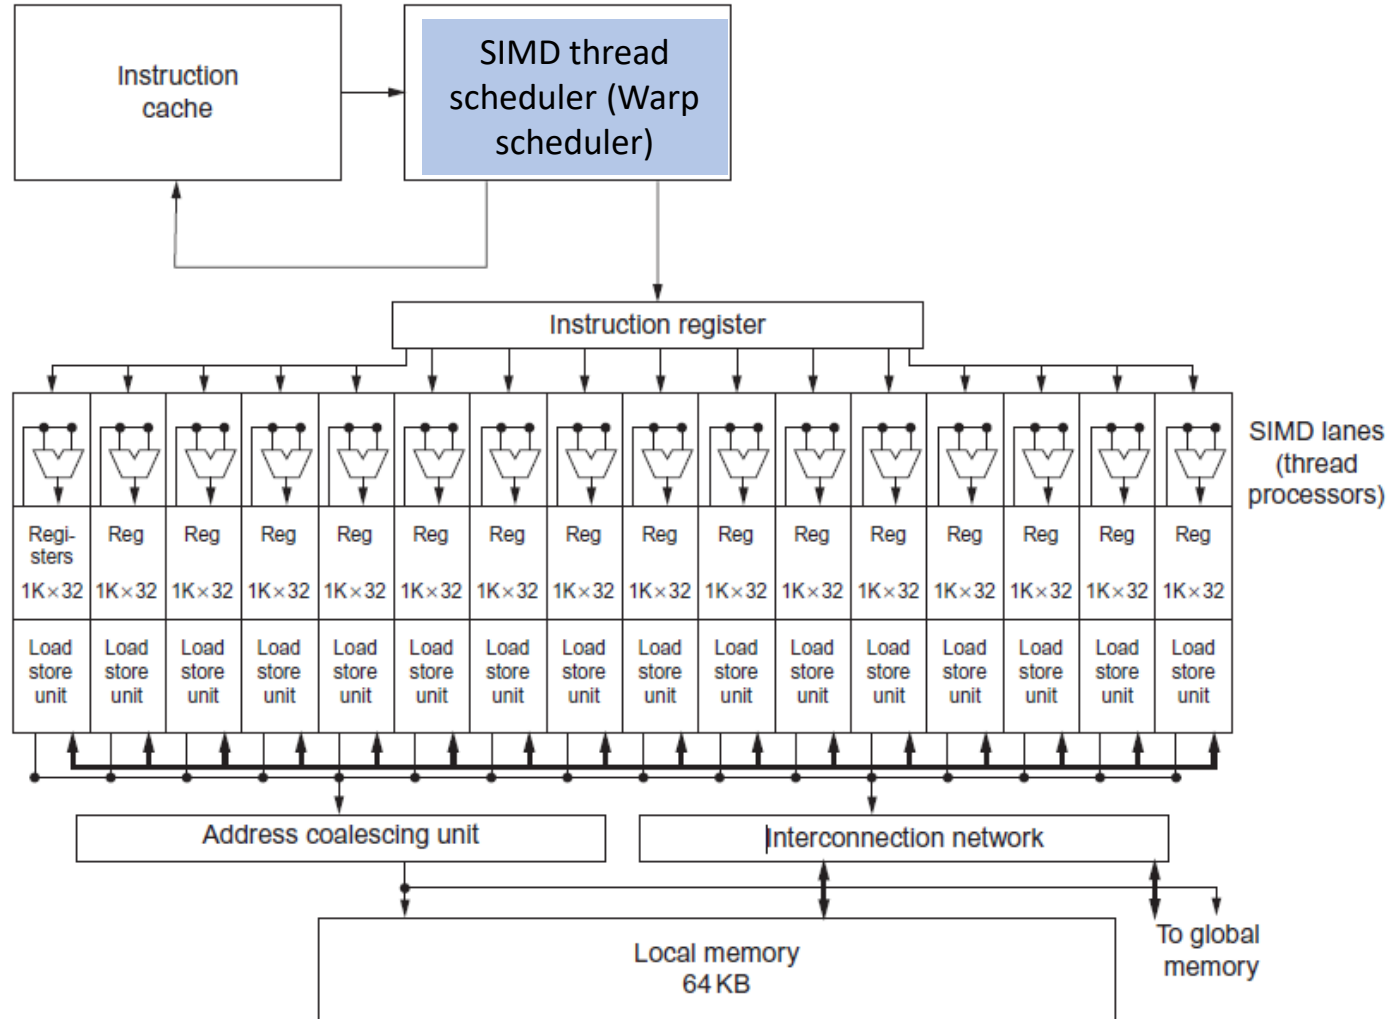 Instruction
cache
SIMD thread
scheduler (Warp
scheduler)
Instruction register
SIMD lanes
(thread
processors)
Regi-
sters
Reg Reg Reg Reg Reg Reg Reg Reg Reg Reg Reg Reg Reg Reg Reg
1K×32 1K×32 1K×32 1K×32 1K×32 1K×32 1K×32 1K×32 1K×32 1K×32 1K×32 1K×32 1K×32 1K×32 1K×32 1K×32
Load Load Load Load Load Load Load Load Load Load Load Load Load Load Load Load
store store store store store store store store store store store store store store store store
unit unit unit unit unit unit unit unit unit unit unit unit unit unit unit unit
Address coalescing unit
Interconnection network
Local memory
64 KB
To global
memory